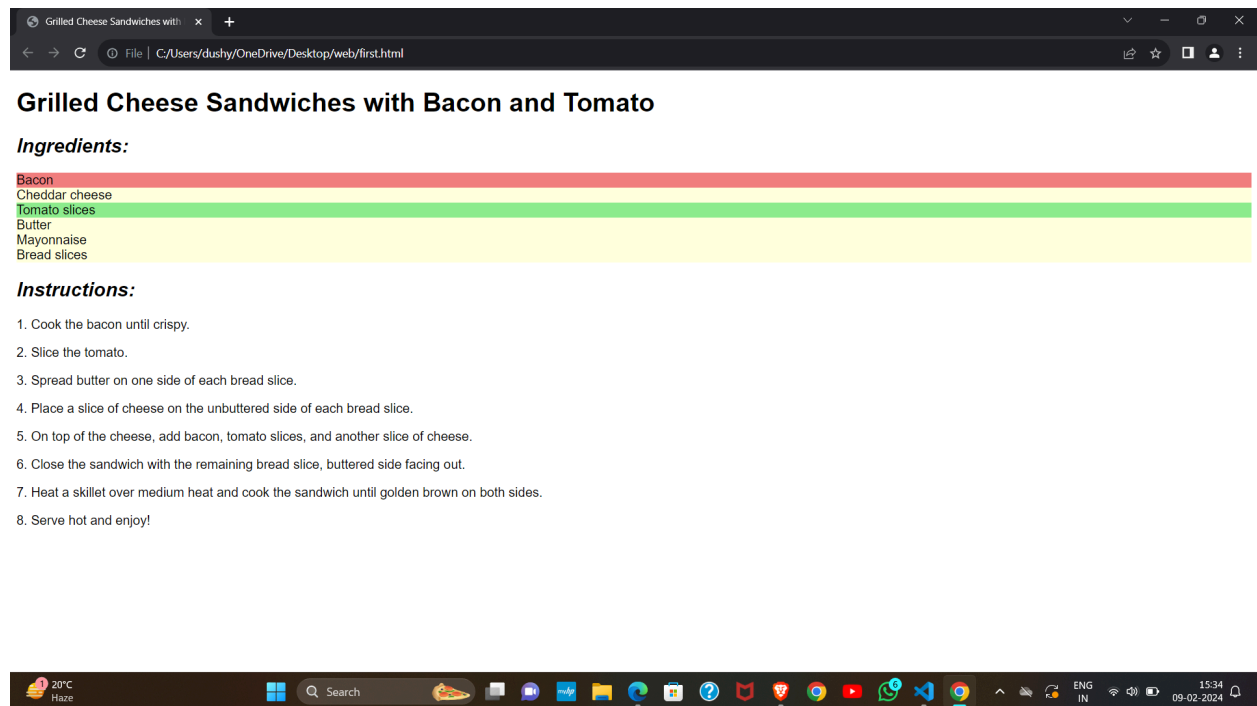 Grilled Cheese Sandwiches with
File | C:/Users/dushy/OneDrive/Desktop/web/first.html
Grilled Cheese Sandwiches with Bacon and Tomato
Ingredients:
Bacon
Cheddar cheese
Tomato slices
Butter
Mayonnaise
Bread slices
Instructions:
1. Cook the bacon until crispy.
2. Slice the tomato.
3. Spread butter on one side of each bread slice.
4. Place a slice of cheese on the unbuttered side of each bread slice.
5. On top of the cheese, add bacon, tomato slices, and another slice of cheese.
6. Close the sandwich with the remaining bread slice, buttered side facing out.
7. Heat a skillet over medium heat and cook the sandwich until golden brown on both sides.
8. Serve hot and enjoy!
1 20°C
Haze
Search
mdp
6
ENG
IN
15:34
09-02-2024